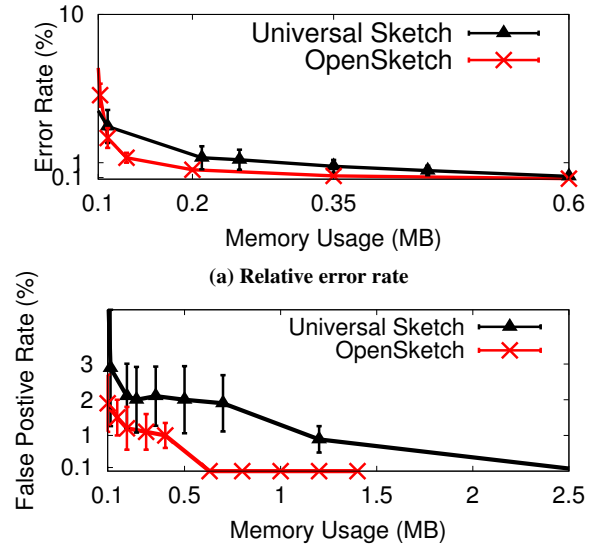 10
Universal Sketch
OpenSketch
Error Rate (%)
1
0.1
0.1 0.2 0.35 0.6
Memory Usage (MB)
(a) Relative error rate
Universal Sketch
OpenSketch
False Postive Rate (%)
3
2
1
0.1
0.1 0.5 1 1.5 2 2.5
Memory Usage (MB)